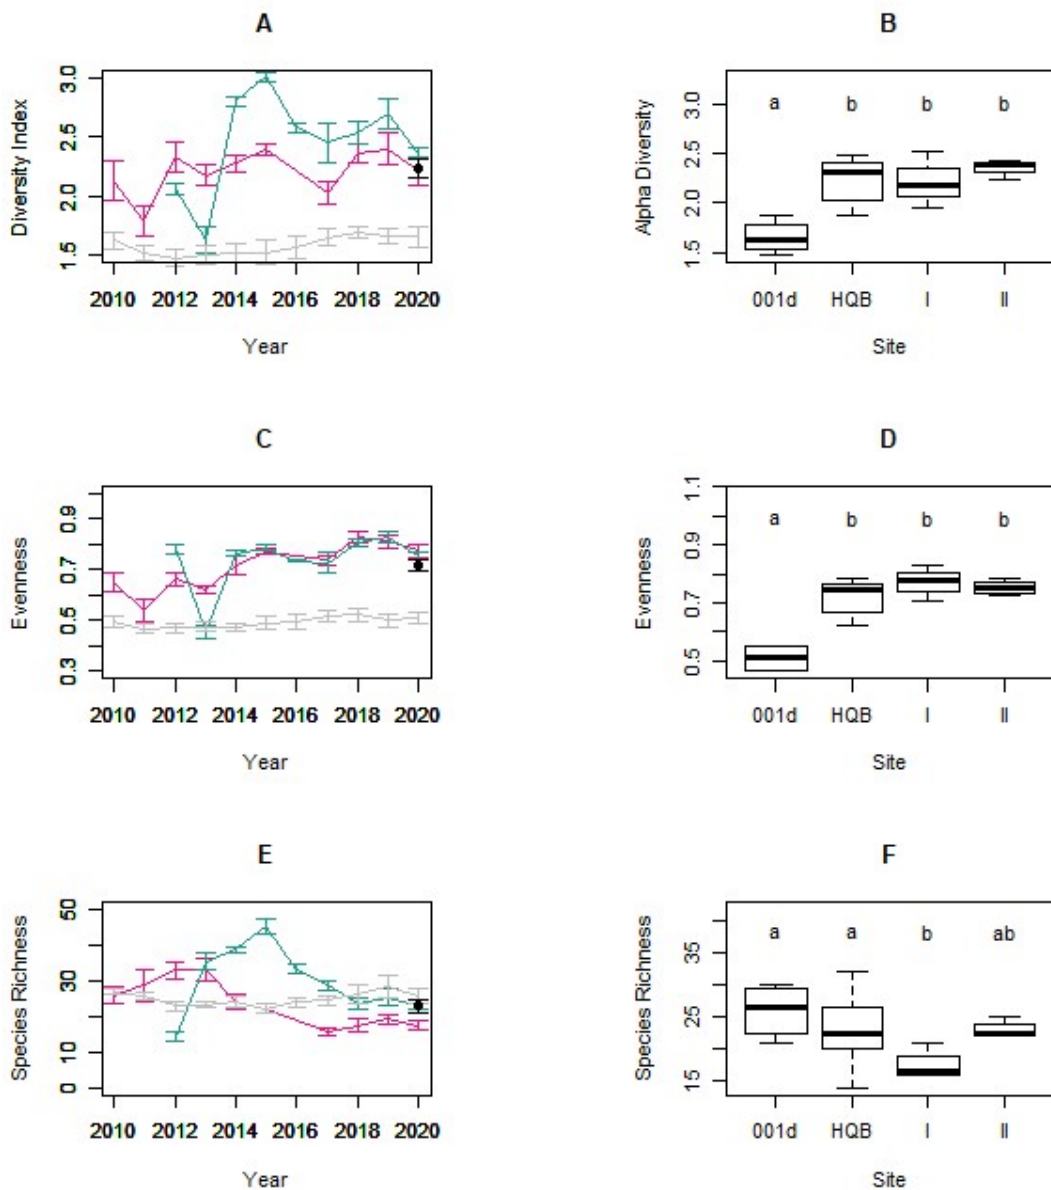 A
Diversity Index
3.0
2.5
2.0
1.5
2010 2012 2014 2016 2018 2020
Year
B
Alpha Diversity
3.0
2.5
2.0
1.5
a b b b
001d HQB I II
Site
C
Evenness
0.9
0.7
0.5
0.3
2010 2012 2014 2016 2018 2020
Year
D
Evenness
1.1
0.9
0.7
0.5
a b b b
001d HQB I II
Site
E
Species Richness
50
30
10
0
2010 2012 2014 2016 2018 2020
Year
F
Species Richness
35
25
15
a a b ab
001d HQB I II
Site